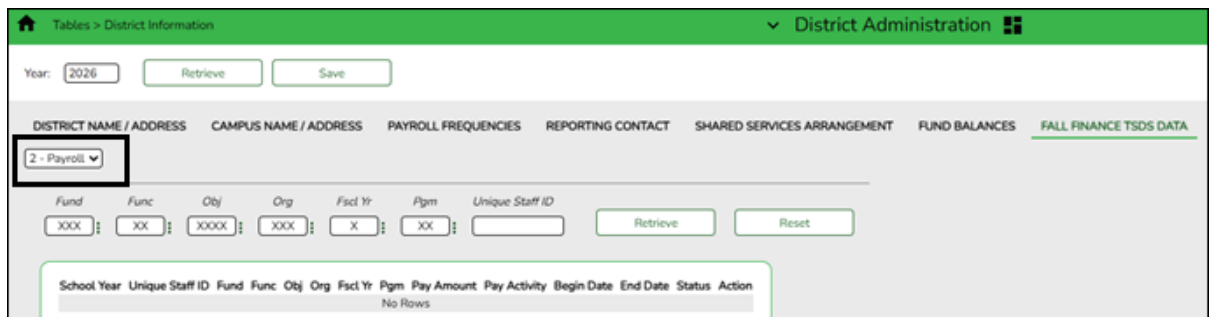 Tables > District Information
District Administration
Year: 2026 Retrieve Save
DISTRICT NAME / ADDRESS CAMPUS NAME / ADDRESS PAYROLL FREQUENCIES REPORTING CONTACT SHARED SERVICES ARRANGEMENT FUND BALANCES FALL FINANCE TSDS DATA
2 - Payroll
Fund Func Obj Org Fscl Yr Pgm Unique Staff ID
XXX XX XXXX XXX X XX Retrieve Reset
School Year Unique Staff ID Fund Func Obj Org Fscl Yr Pgm Pay Amount Pay Activity Begin Date End Date Status Action
No Rows